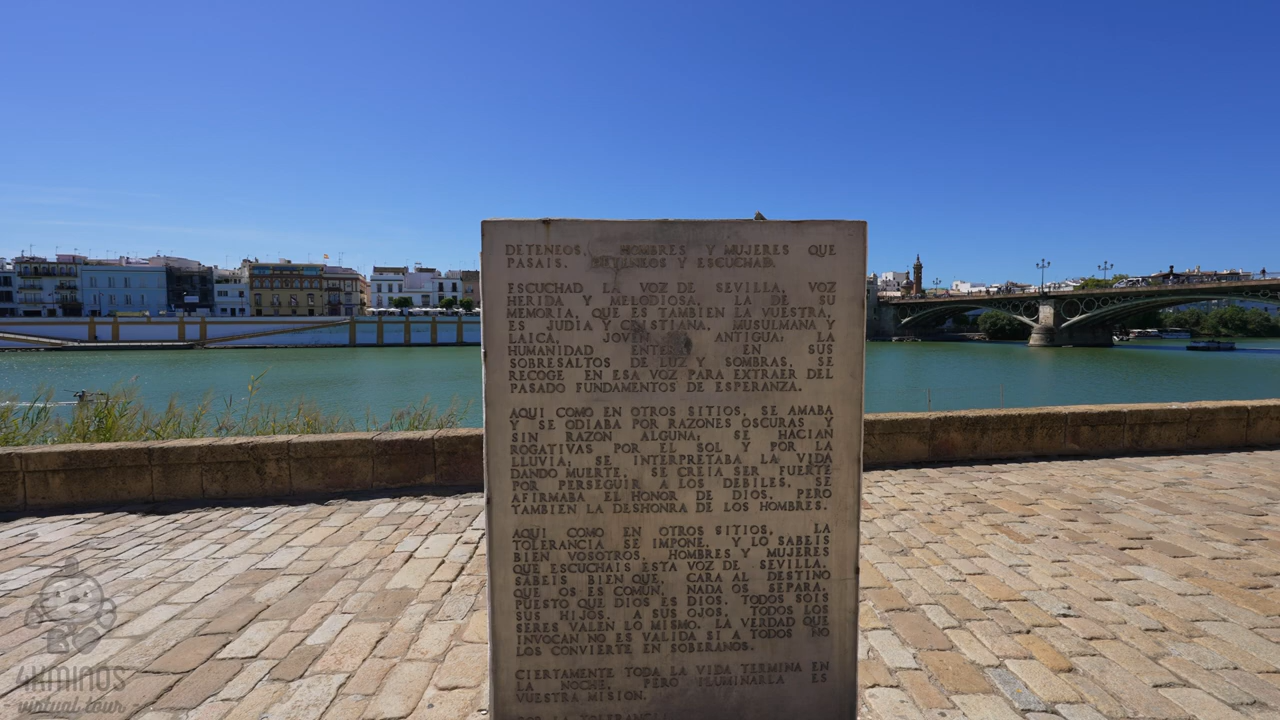 DETENEOS, HOMBRES Y MUJERES QUE
PASAIS. DETENEOS Y ESCUCHAD.
ESCUCHAD LA VOZ DE SEVILLA, VOZ
HERIDA Y MELODIOSA, LA DE SU
MEMORIA, QUE ES TAMBIEN LA VUESTRA,
ES JUDIA Y CRISTIANA, MUSULMANA Y
LAICA, JOVEN Y ANTIGUA: LA
HUMANIDAD ENTERA EN SUS
SOBRESALTOS DE LUZ Y SOMBRAS, SE
RECOGE EN ESA VOZ PARA EXTRAER DEL
PASADO FUNDAMENTOS DE ESPERANZA.
AQUI COMO EN OTROS SITIOS, SE AMABA
Y SE ODIABA POR RAZONES OSCURAS Y
SIN RAZON ALGUNA; SE HACIAN
ROGATIVAS POR EL SOL Y POR LA
LLUVIA; SE INTERPRETABA LA VIDA
DANDO MUERTE, SE CREIA SER FUERTE
POR PERSEGUIR A LOS DEBILES, SE
AFIRMABA EL HONOR DE DIOS, PERO
TAMBIEN LA DESHONRA DE LOS HOMBRES.
AQUI COMO EN OTROS SITIOS, LA
TOLERANCIA SE IMPONE, Y LO SABEIS
BIEN VOSOTROS, HOMBRES Y MUJERES
QUE ESCUCHAIS ESTA VOZ DE SEVILLA.
SABEIS BIEN QUE, CARA AL DESTINO
QUE OS ES COMUN, NADA OS SEPARA.
PUESTO QUE DIOS ES DIOS, TODOS SOIS
SUS HIJOS. A SUS OJOS, TODOS LOS
SERES VALEN LO MISMO. LA VERDAD QUE
INVOCAN NO ES VALIDA SI A TODOS NO
LOS CONVIERTE EN SOBERANOS.
CIERTAMENTE TODA LA VIDA TERMINA EN
LA NOCHE, PERO ILUMINARLA ES
VUESTRA MISION.
POR LA TOLERANCIA
4KMINOS
- virtual tour -